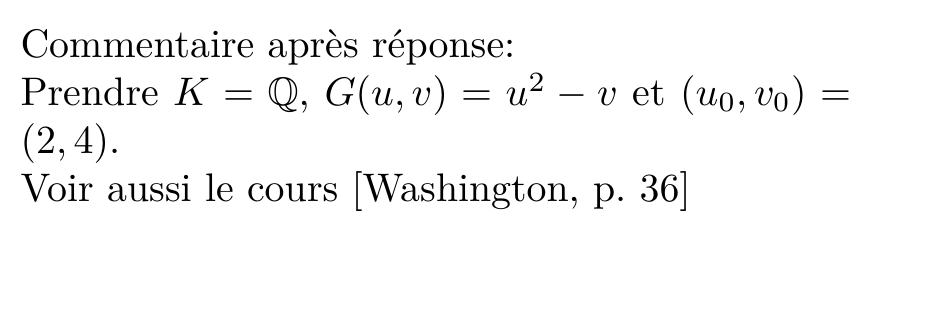 Commentaire après réponse:
Prendre K = ℚ, G(u, v) = u² − v et (u₀, v₀) =
(2, 4).
Voir aussi le cours [Washington, p. 36]